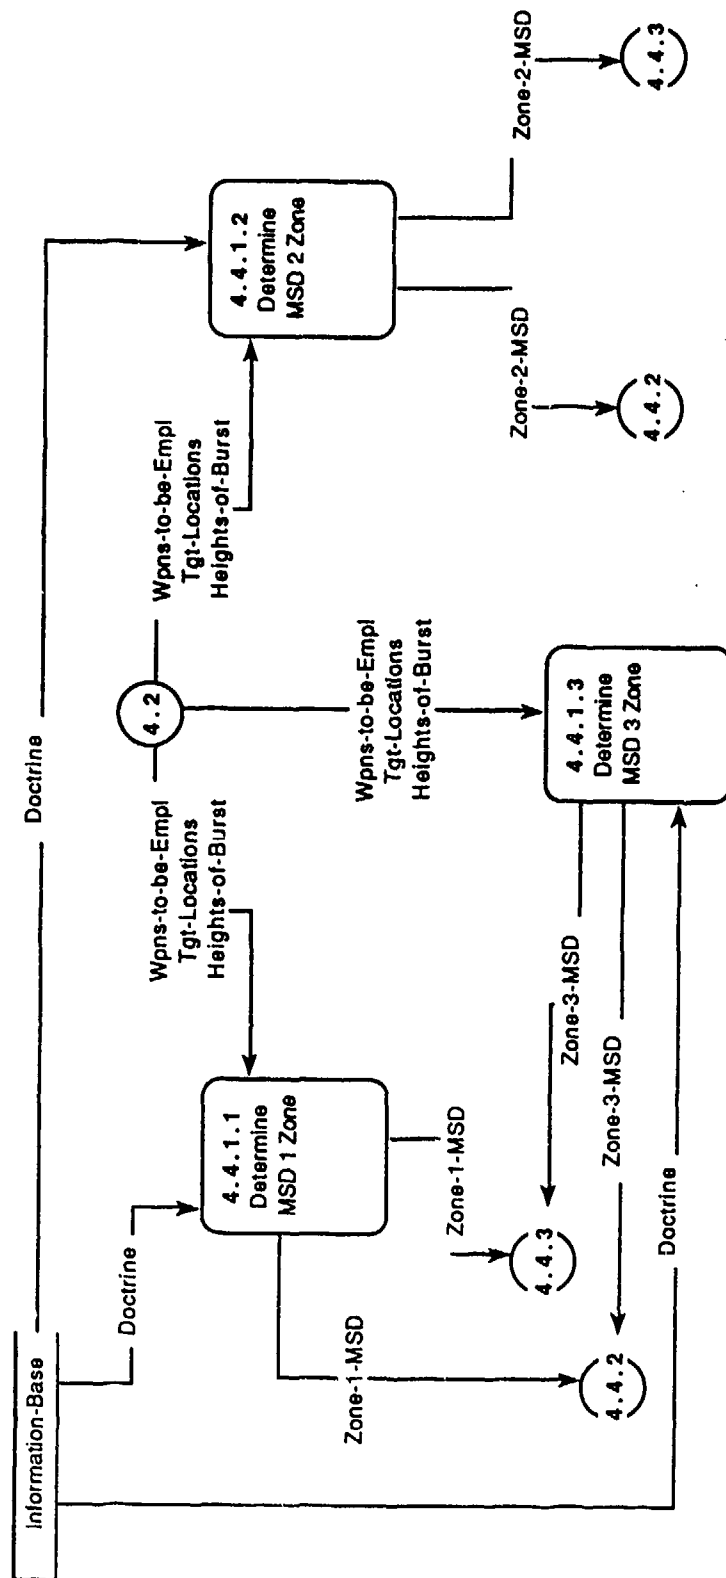 Information-Base
Doctrine
Doctrine
4.4.1.1
Determine
MSD 1 Zone
Wpns-to-be-Empl
Tgt-Locations
Heights-of-Burst
4.2
Wpns-to-be-Empl
Tgt-Locations
Heights-of-Burst
4.4.1.2
Determine
MSD 2 Zone
Zone-1-MSD
Zone-1-MSD
4.4.3
4.4.2
Wpns-to-be-Empl
Tgt-Locations
Heights-of-Burst
Zone-2-MSD
Zone-2-MSD
4.4.2
4.4.3
Zone-3-MSD
Zone-3-MSD
4.4.1.3
Determine
MSD 3 Zone
Doctrine